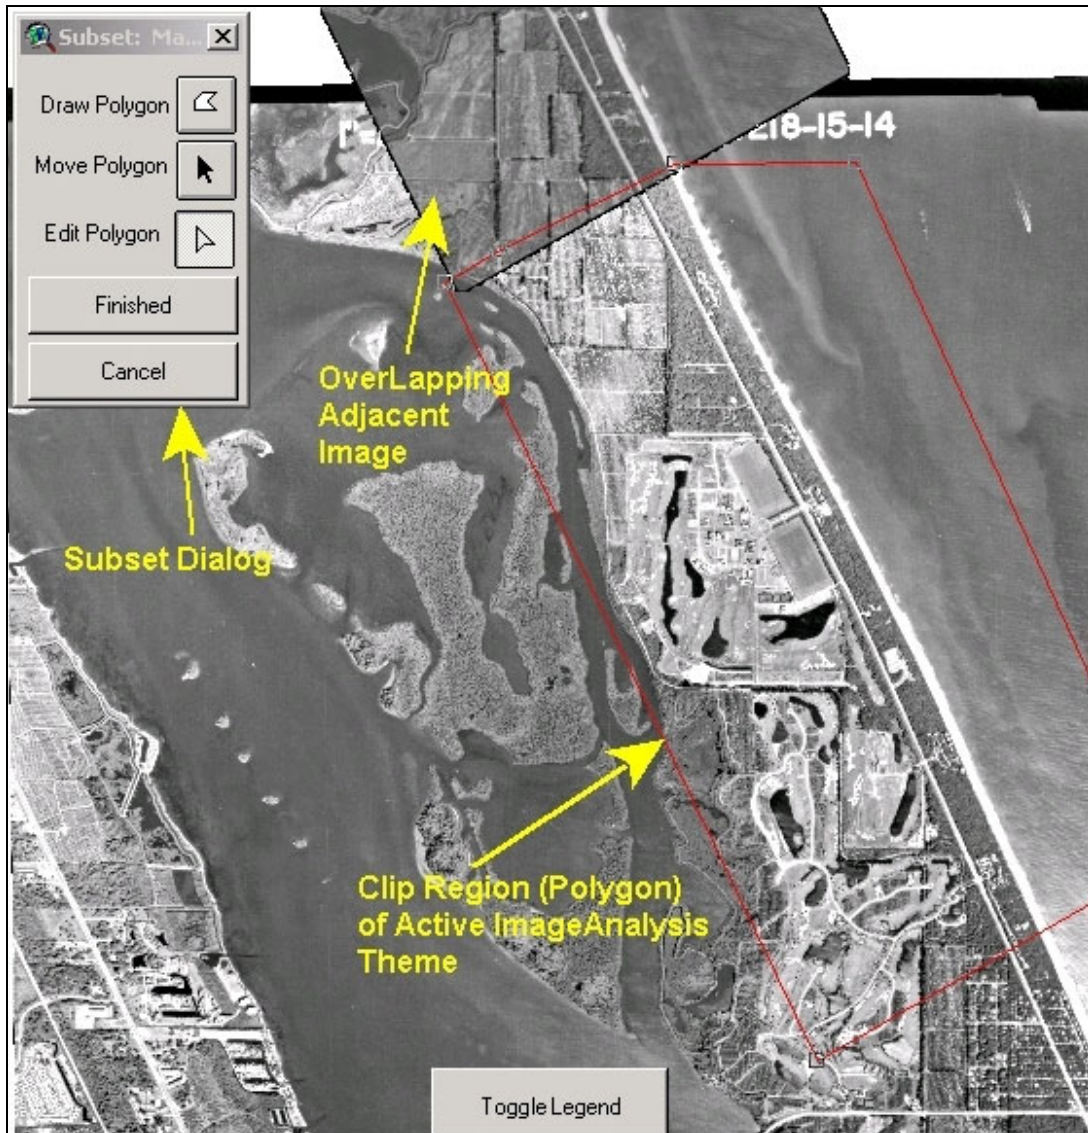 Subset: Ma...
Draw Polygon
Move Polygon
Edit Polygon
Finished
Cancel
218-15-14
OverLapping
Adjacent
Image
Subset Dialog
Clip Region (Polygon)
of Active ImageAnalysis
Theme
Toggle Legend